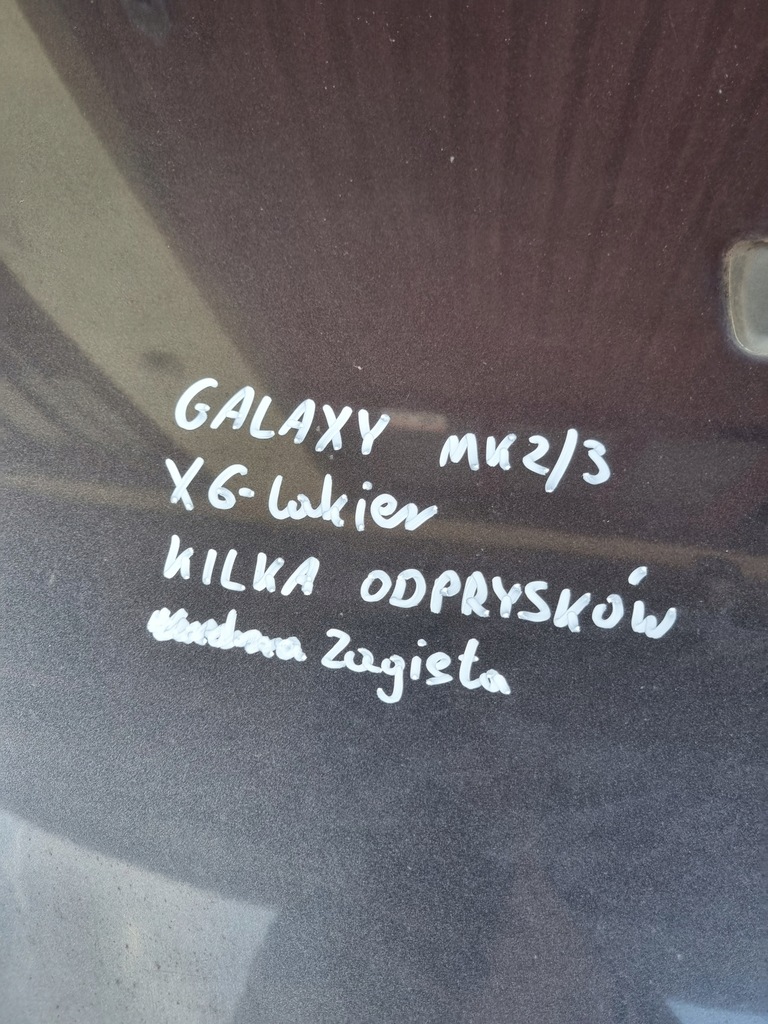 GALAXY MK2/3
X6-Lakier
KILKA ODPRYSKÓW
Zagięta